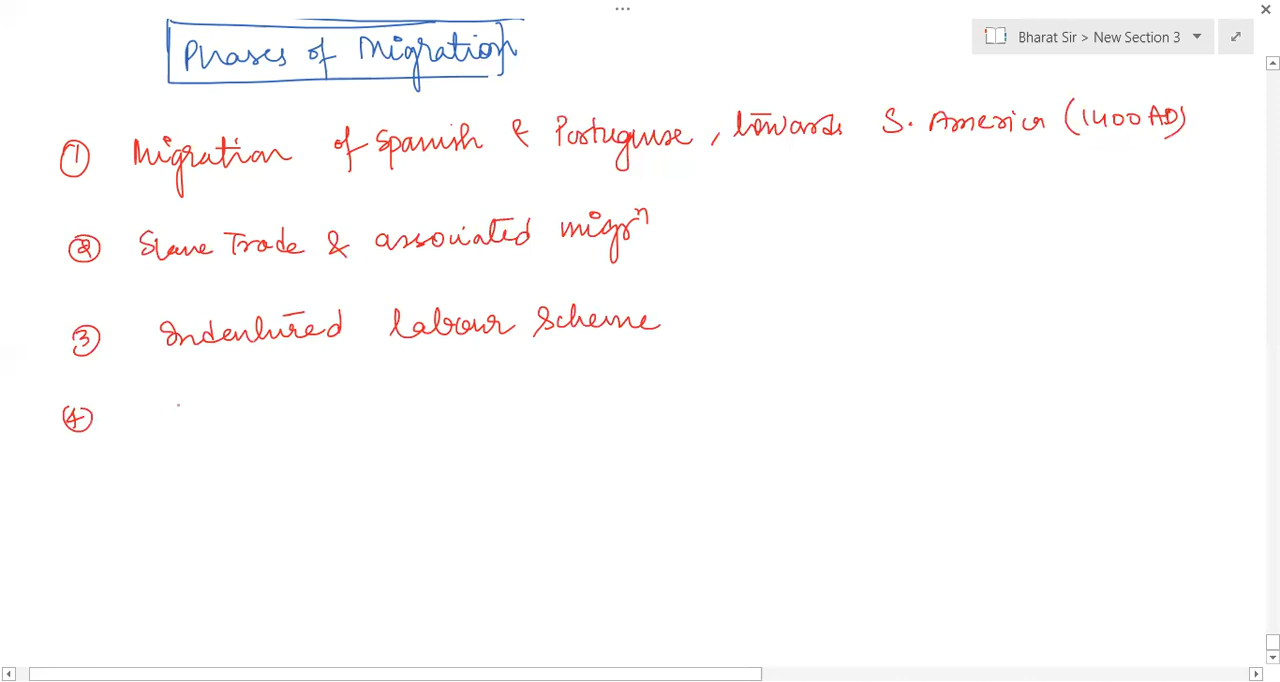 Bharat Sir > New Section 3
Phases of Migration
① Migration of Spanish & Portuguse, towards S. America (1400 AD)
② Slave Trade & associated migrⁿ
③ Indentured labour Scheme
④